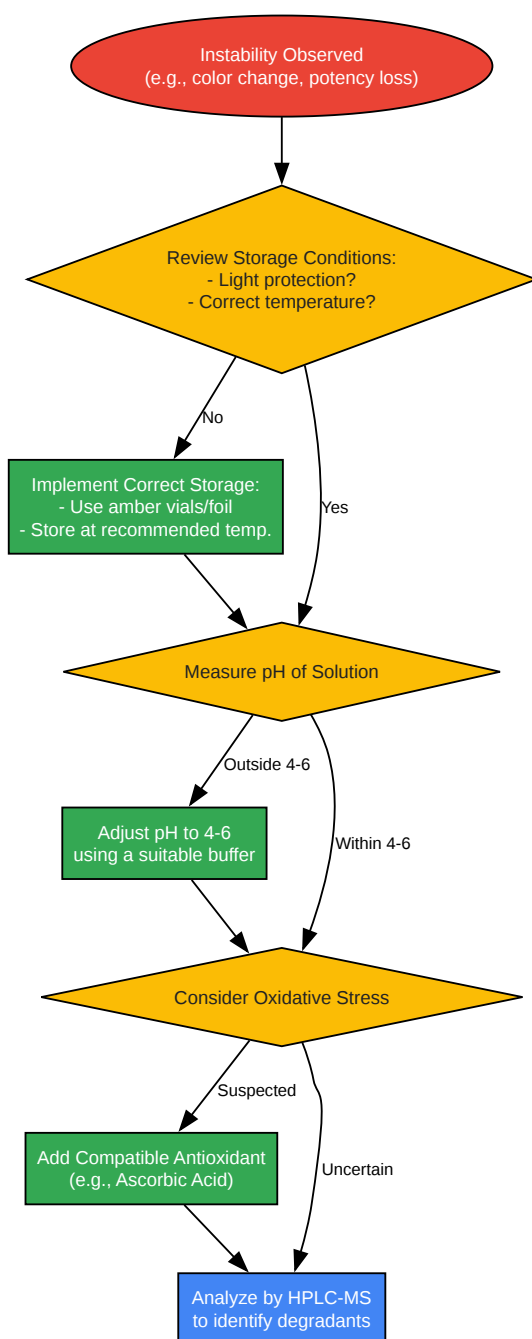 Instability Observed
(e.g., color change, potency loss)
Review Storage Conditions:
- Light protection?
- Correct temperature?
No
Yes
Implement Correct Storage:
- Use amber vials/foil
- Store at recommended temp.
Measure pH of Solution
Outside 4-6
Within 4-6
Adjust pH to 4-6
using a suitable buffer
Consider Oxidative Stress
Suspected
Uncertain
Add Compatible Antioxidant
(e.g., Ascorbic Acid)
Analyze by HPLC-MS
to identify degradants